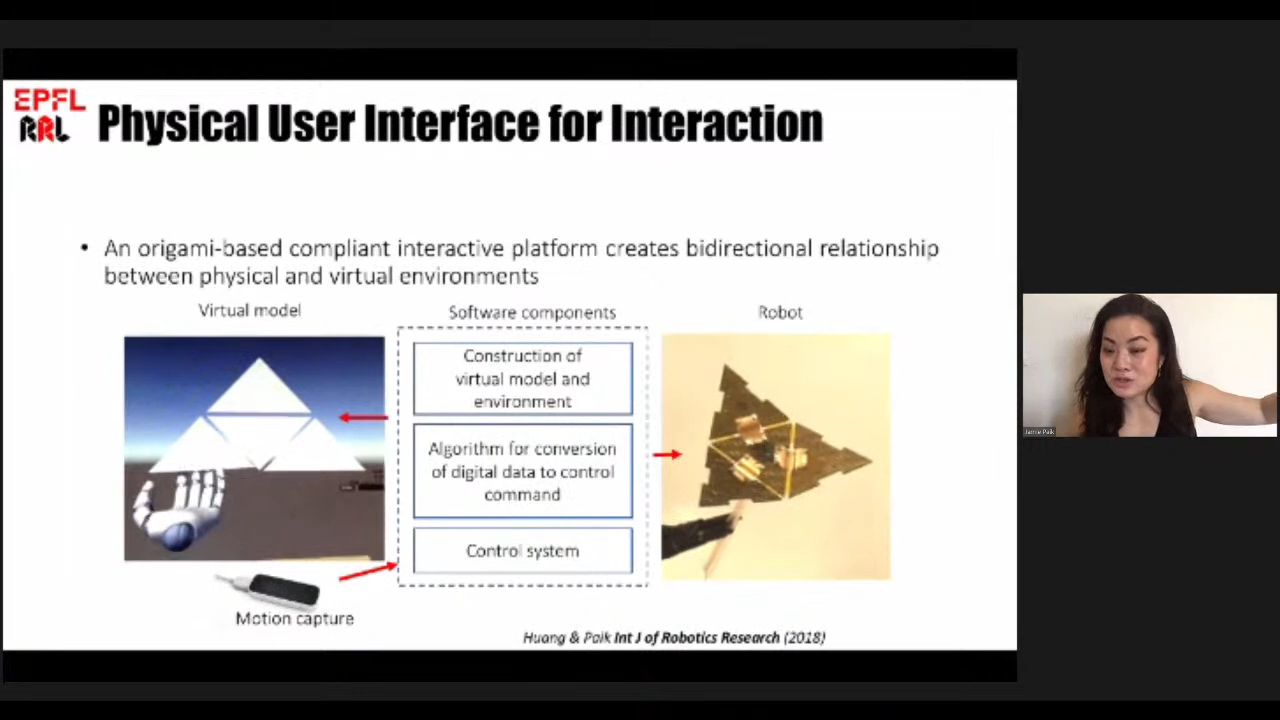 EPFL
RRL
Physical User Interface for Interaction
• An origami-based compliant interactive platform creates bidirectional relationship
between physical and virtual environments
Virtual model
Software components
Robot
Construction of
virtual model and
environment
Algorithm for conversion
of digital data to control
command
Control system
Motion capture
Huang & Paik Int J of Robotics Research (2018)
Jamie Paik